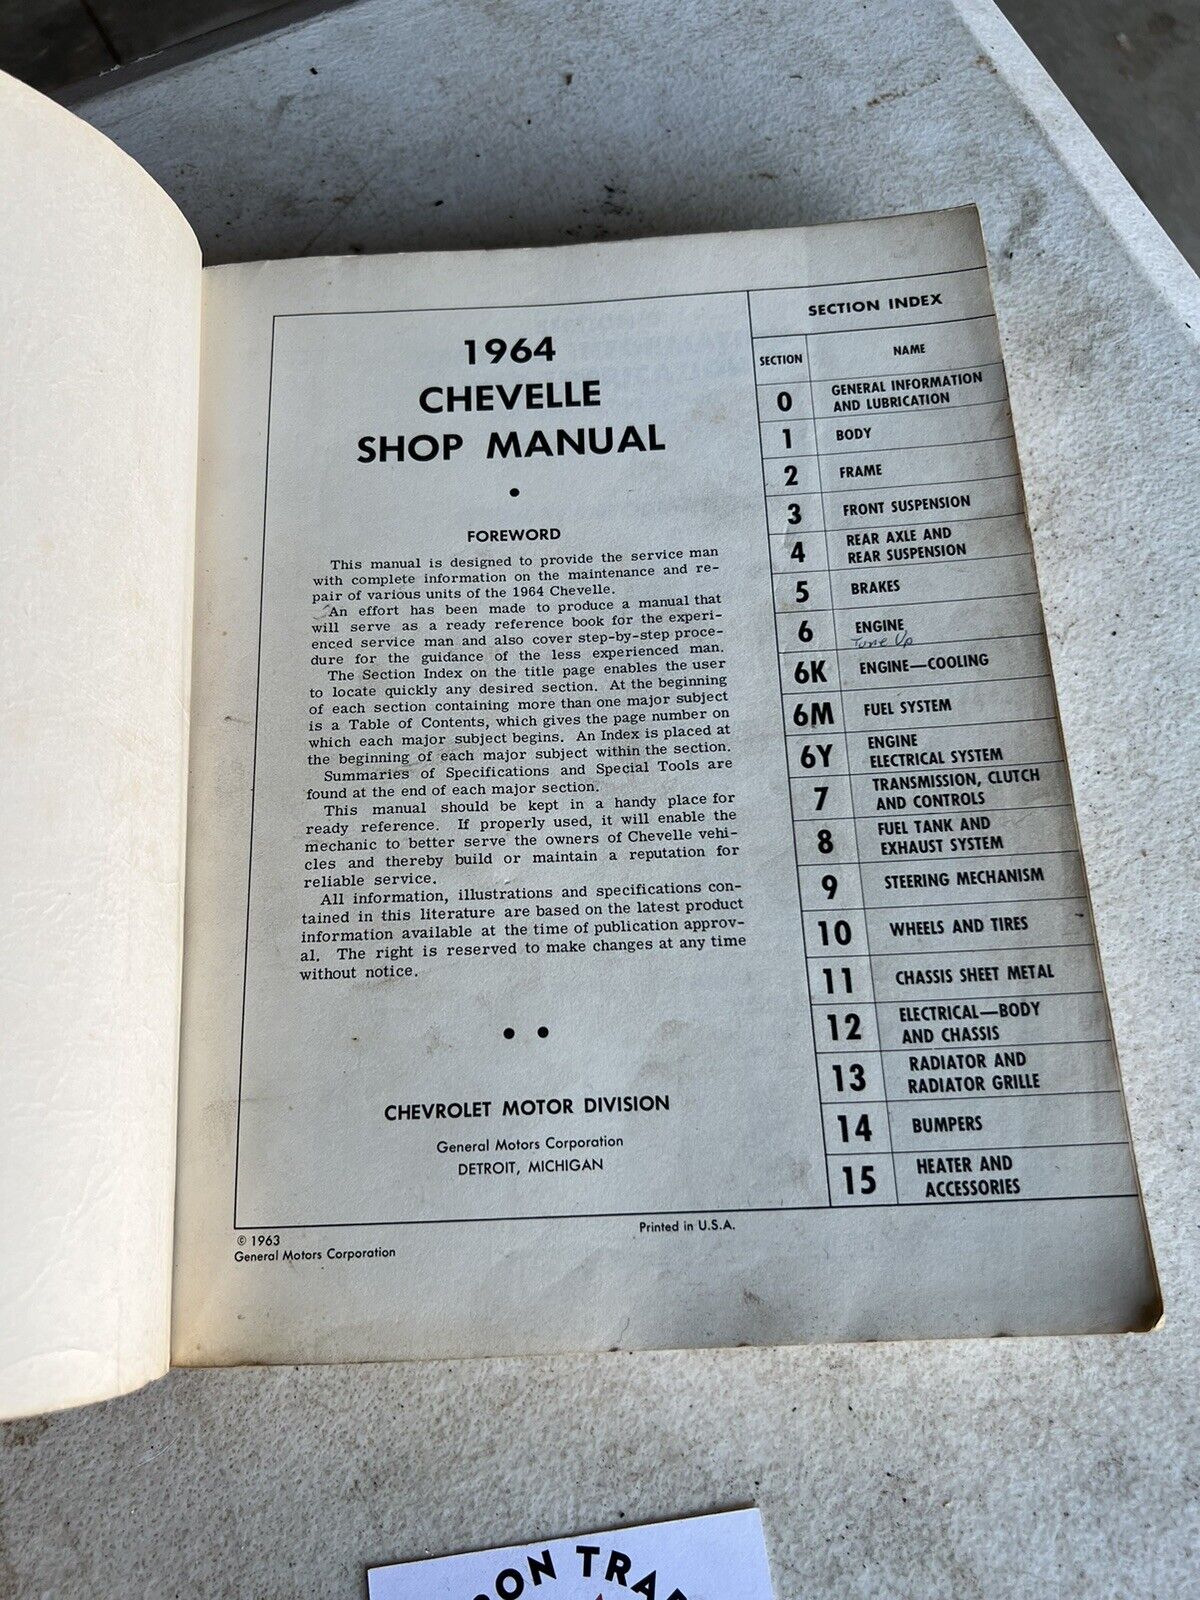 1964
CHEVELLE
SHOP MANUAL
FOREWORD
This manual is designed to provide the service man
with complete information on the maintenance and re-
pair of various units of the 1964 Chevelle.
An effort has been made to produce a manual that
will serve as a ready reference book for the experi-
enced service man and also cover step-by-step proce-
dure for the guidance of the less experienced man.
The Section Index on the title page enables the user
to locate quickly any desired section. At the beginning
of each section containing more than one major subject
is a Table of Contents, which gives the page number on
which each major subject begins. An Index is placed at
the beginning of each major subject within the section.
Summaries of Specifications and Special Tools are
found at the end of each major section.
This manual should be kept in a handy place for
ready reference. If properly used, it will enable the
mechanic to better serve the owners of Chevelle vehi-
cles and thereby build or maintain a reputation for
reliable service.
All information, illustrations and specifications con-
tained in this literature are based on the latest product
information available at the time of publication approv-
al. The right is reserved to make changes at any time
without notice.
CHEVROLET MOTOR DIVISION
General Motors Corporation
DETROIT, MICHIGAN
© 1963
General Motors Corporation
Printed in U.S.A.
SECTION INDEX
SECTION NAME
0 GENERAL INFORMATION
AND LUBRICATION
1 BODY
2 FRAME
3 FRONT SUSPENSION
4 REAR AXLE AND
REAR SUSPENSION
5 BRAKES
6 ENGINE
Tune Up
6K ENGINE—COOLING
6M FUEL SYSTEM
6Y ENGINE
ELECTRICAL SYSTEM
7 TRANSMISSION, CLUTCH
AND CONTROLS
8 FUEL TANK AND
EXHAUST SYSTEM
9 STEERING MECHANISM
10 WHEELS AND TIRES
11 CHASSIS SHEET METAL
12 ELECTRICAL—BODY
AND CHASSIS
13 RADIATOR AND
RADIATOR GRILLE
14 BUMPERS
15 HEATER AND
ACCESSORIES